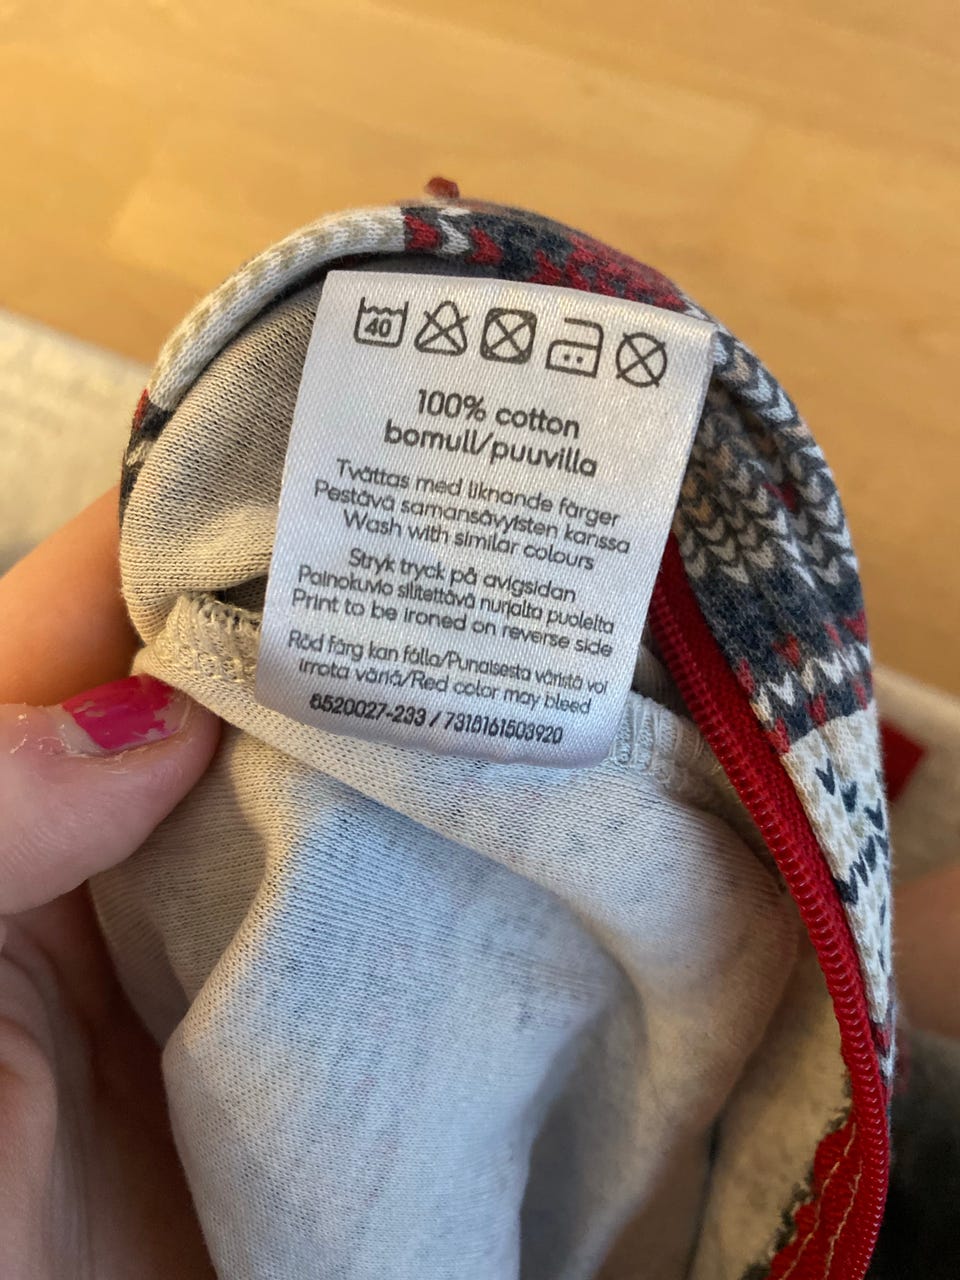 40
100% cotton
bomull/puuvilla
Tvättas med liknande färger
Pestävä samansävyisten kanssa
Wash with similar colours
Stryk tryck på avigsidan
Painokuvio silitettävä nurjalta puolelta
Print to be ironed on reverse side
Röd färg kan fälla/Punaisesta väristä voi
irrota väriä/Red color may bleed
8520027-233 / 7318161503920